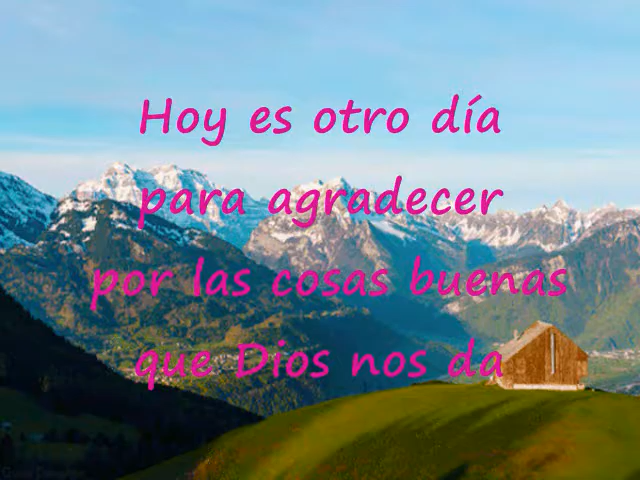 Hoy es otro día
para agradecer
por las cosas buenas
que Dios nos da